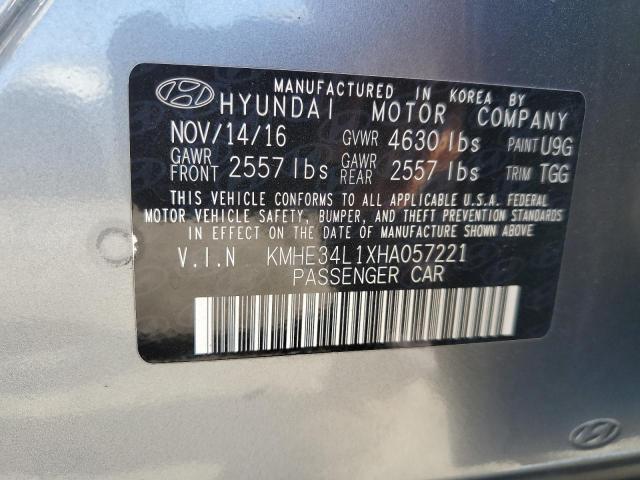 MANUFACTURED IN KOREA BY
HYUNDAI MOTOR COMPANY
NOV/14/16 GVWR 4630 lbs PAINT U9G
GAWR FRONT 2557 lbs GAWR REAR 2557 lbs TRIM TGG
THIS VEHICLE CONFORMS TO ALL APPLICABLE U.S.A. FEDERAL
MOTOR VEHICLE SAFETY, BUMPER, AND THEFT PREVENTION STANDARDS
IN EFFECT ON THE DATE OF MANUFACTURE SHOWN ABOVE.
V.I.N KMHE34L1XHA057221
PASSENGER CAR